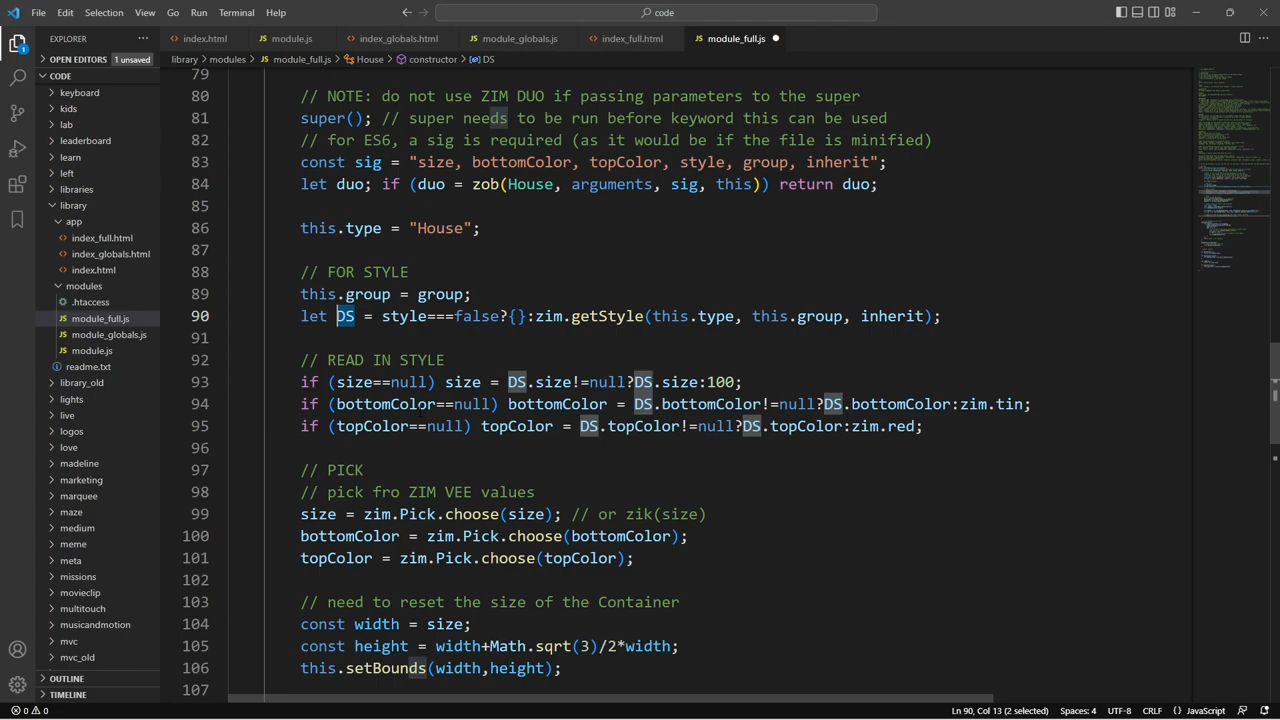 File Edit Selection View Go Run Terminal Help
code
EXPLORER
index.html
module.js
index_globals.html
module_globals.js
index_full.html
module_full.js
OPEN EDITORS 1 unsaved
library > modules > module_full.js > House > constructor > DS
CODE
keyboard
kids
lab
leaderboard
learn
left
libraries
library
app
index_full.html
index_globals.html
index.html
modules
.htaccess
module_full.js
module_globals.js
module.js
readme.txt
library_old
lights
live
logos
love
madeline
marketing
marquee
maze
medium
meme
meta
missions
movieclip
multitouch
musicandmotion
mvc
mvc_old
OUTLINE
TIMELINE
79
80 // NOTE: do not use ZIM DUO if passing parameters to the super
81 super(); // super needs to be run before keyword this can be used
82 // for ES6, a sig is required (as it would be if the file is minified)
83 const sig = "size, bottomColor, topColor, style, group, inherit";
84 let duo; if (duo = zob(House, arguments, sig, this)) return duo;
85
86 this.type = "House";
87
88 // FOR STYLE
89 this.group = group;
90 let DS = style===false?{}:zim.getStyle(this.type, this.group, inherit);
91
92 // READ IN STYLE
93 if (size==null) size = DS.size!=null?DS.size:100;
94 if (bottomColor==null) bottomColor = DS.bottomColor!=null?DS.bottomColor:zim.tin;
95 if (topColor==null) topColor = DS.topColor!=null?DS.topColor:zim.red;
96
97 // PICK
98 // pick fro ZIM VEE values
99 size = zim.Pick.choose(size); // or zik(size)
100 bottomColor = zim.Pick.choose(bottomColor);
101 topColor = zim.Pick.choose(topColor);
102
103 // need to reset the size of the Container
104 const width = size;
105 const height = width+Math.sqrt(3)/2*width;
106 this.setBounds(width,height);
107
0 0
Ln 90, Col 13 (2 selected) Spaces: 4 UTF-8 CRLF {} JavaScript